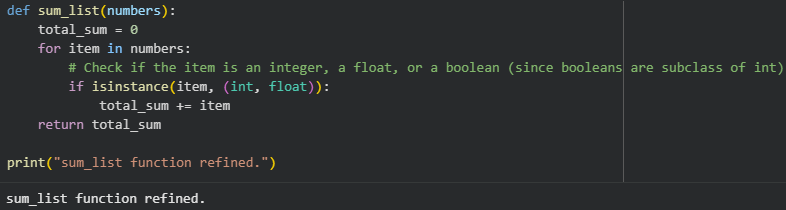 def sum_list(numbers):
    total_sum = 0
    for item in numbers:
        # Check if the item is an integer, a float, or a boolean (since booleans are subclass of int)
        if isinstance(item, (int, float)):
            total_sum += item
    return total_sum

print("sum_list function refined.")
sum_list function refined.